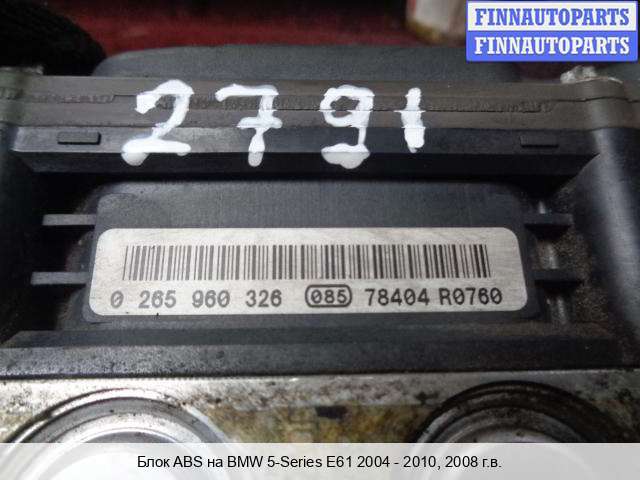 FINNAUTOPARTS
FINNAUTOPARTS
2791
0 265 960 326 085 78404 R0760
Блок ABS на BMW 5-Series E61 2004 - 2010, 2008 г.в.